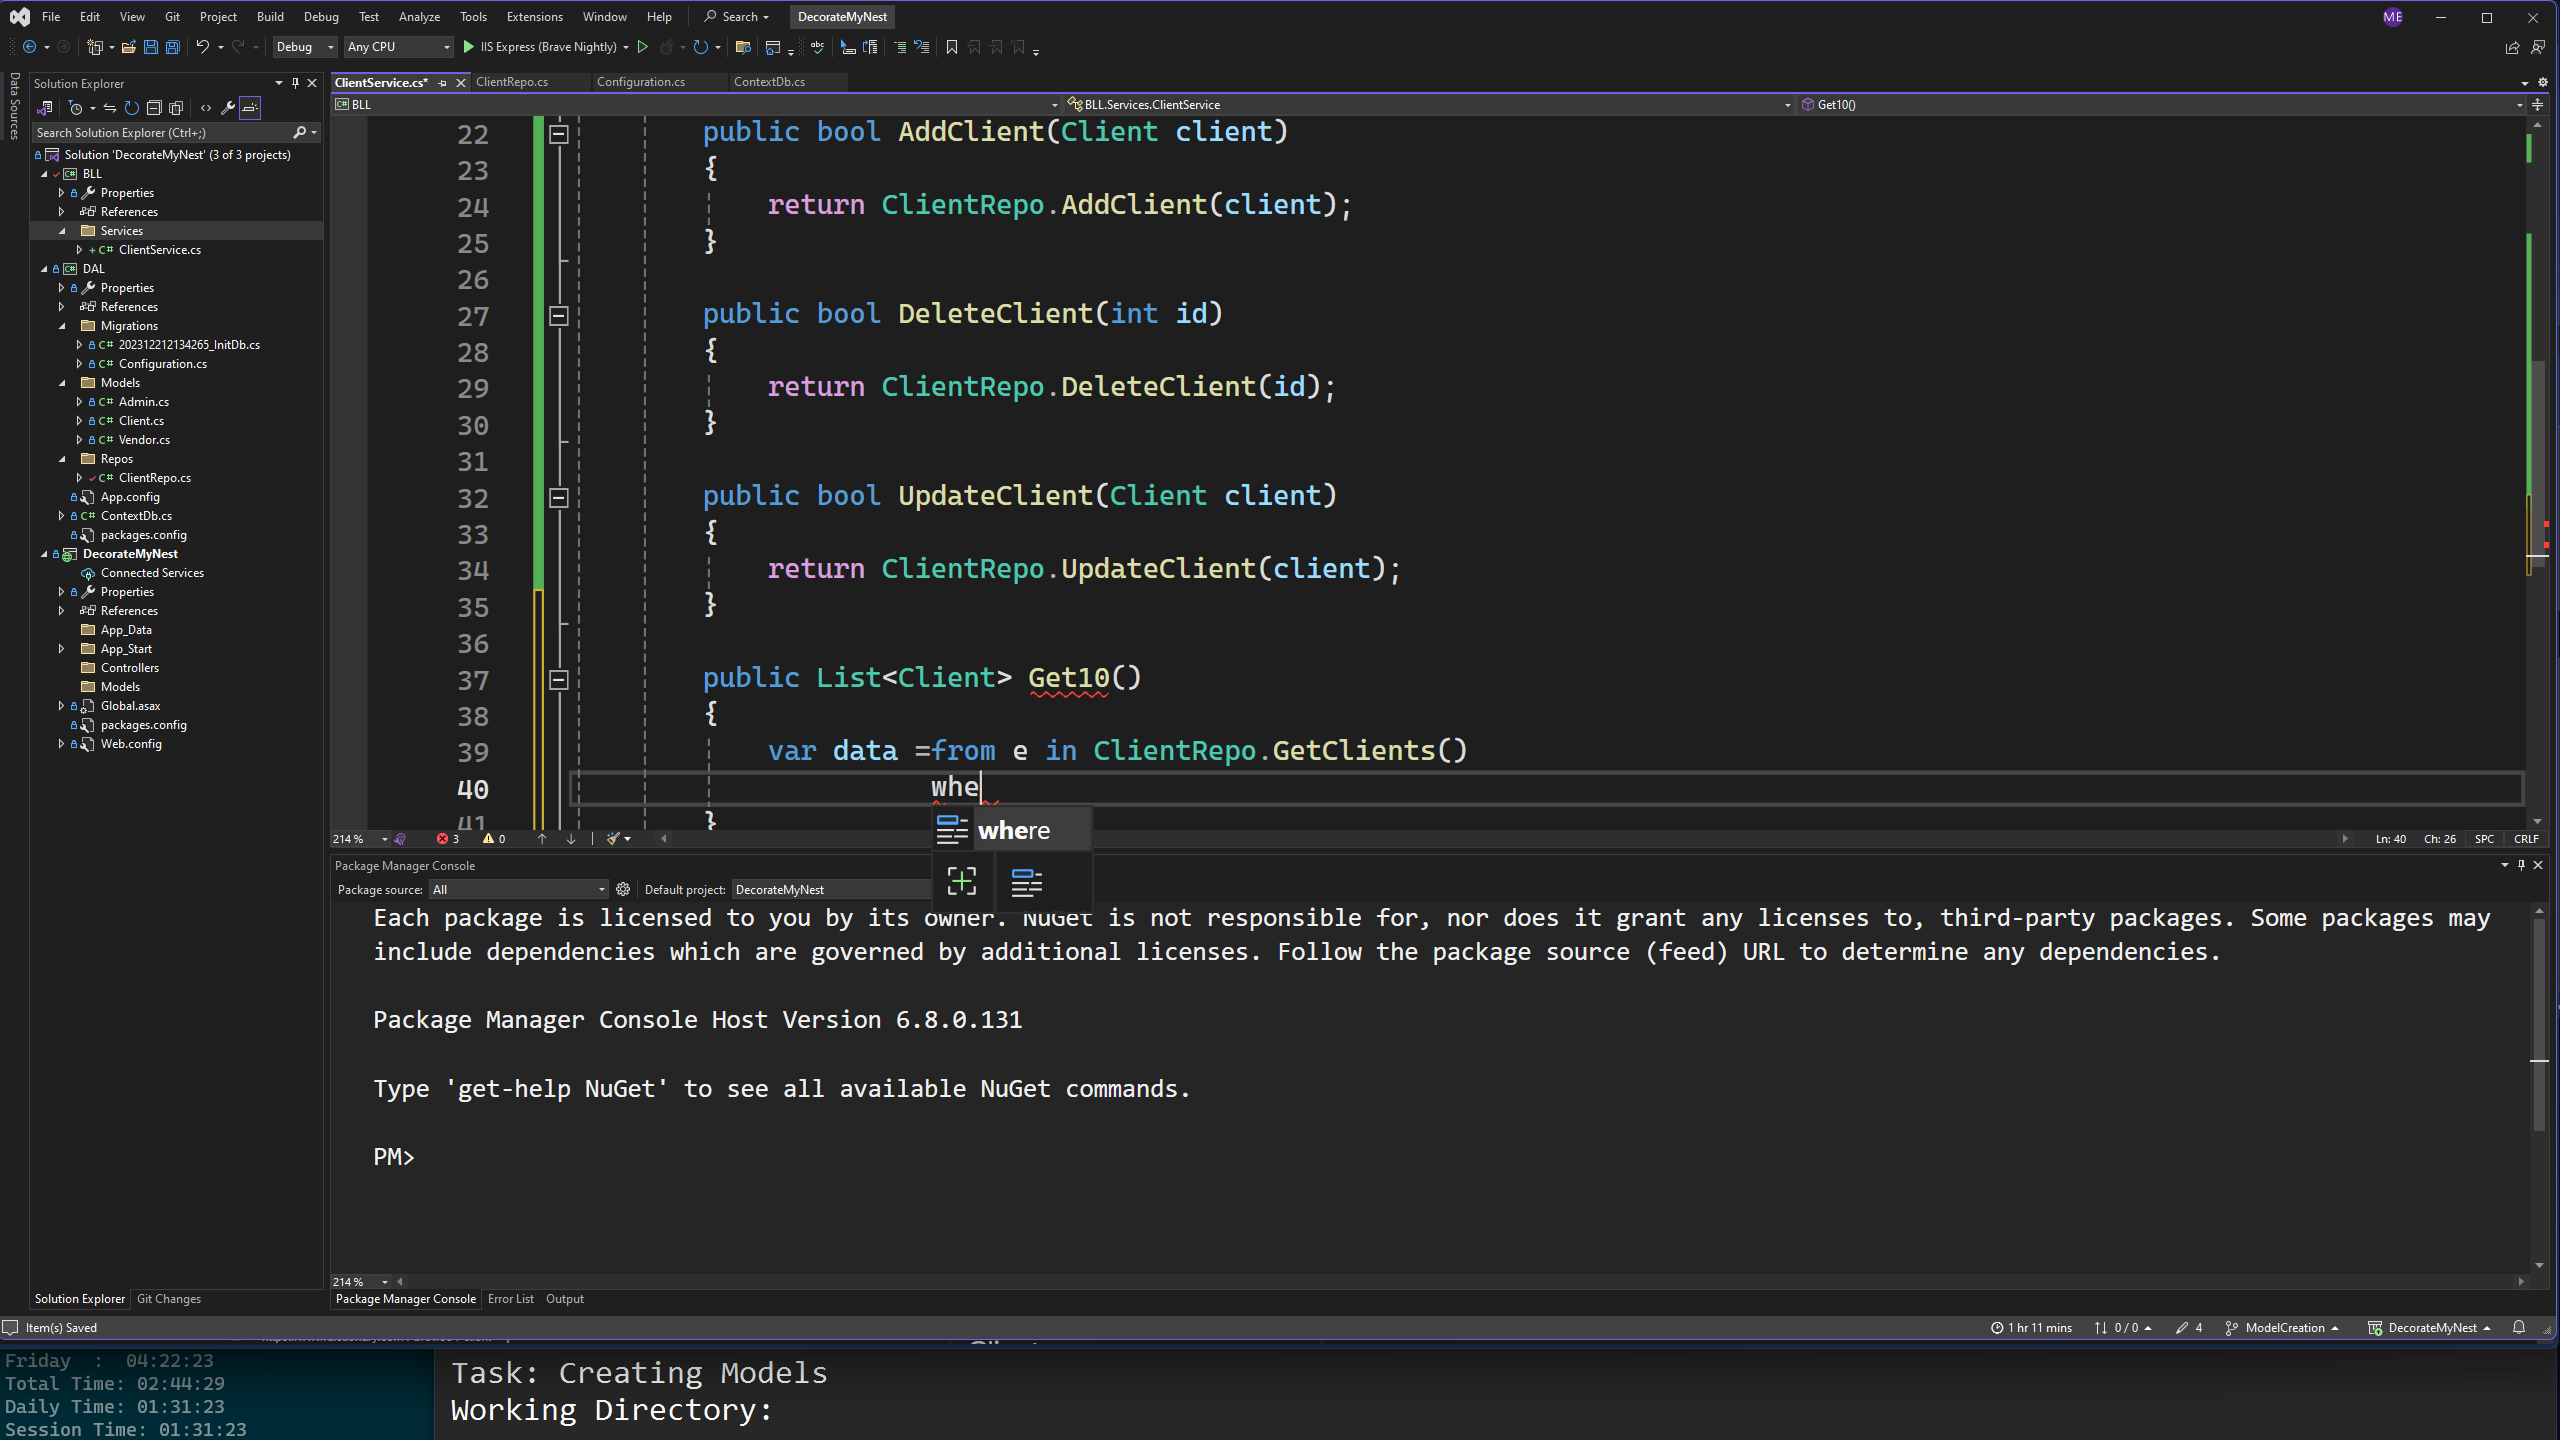 File Edit View Git Project Build Debug Test Analyze Tools Extensions Window Help Search DecorateMyNest ME
Debug Any CPU IIS Express (Brave Nightly)
Data Sources
Solution Explorer
Search Solution Explorer (Ctrl+;)
Solution 'DecorateMyNest' (3 of 3 projects)
BLL
Properties
References
Services
C# ClientService.cs
DAL
Properties
References
Migrations
C# 202312212134265_InitDb.cs
C# Configuration.cs
Models
C# Admin.cs
C# Client.cs
C# Vendor.cs
Repos
C# ClientRepo.cs
App.config
C# ContextDb.cs
packages.config
DecorateMyNest
Connected Services
Properties
References
App_Data
App_Start
Controllers
Models
Global.asax
packages.config
Web.config
Solution Explorer Git Changes
ClientService.cs* ClientRepo.cs Configuration.cs ContextDb.cs
BLL BLL.Services.ClientService Get10()
22 public bool AddClient(Client client)
23 {
24 return ClientRepo.AddClient(client);
25 }
26
27 public bool DeleteClient(int id)
28 {
29 return ClientRepo.DeleteClient(id);
30 }
31
32 public bool UpdateClient(Client client)
33 {
34 return ClientRepo.UpdateClient(client);
35 }
36
37 public List<Client> Get10()
38 {
39 var data =from e in ClientRepo.GetClients()
40 whe
41 }
where
214 % 3 0 Ln: 40 Ch: 26 SPC CRLF
Package Manager Console
Package source: All Default project: DecorateMyNest
Each package is licensed to you by its owner. NuGet is not responsible for, nor does it grant any licenses to, third-party packages. Some packages may
include dependencies which are governed by additional licenses. Follow the package source (feed) URL to determine any dependencies.
Package Manager Console Host Version 6.8.0.131
Type 'get-help NuGet' to see all available NuGet commands.
PM>
214 %
Package Manager Console Error List Output
Item(s) Saved 1 hr 11 mins 0 / 0 4 ModelCreation DecorateMyNest
Friday : 04:22:23
Total Time: 02:44:29
Daily Time: 01:31:23
Session Time: 01:31:23
Task: Creating Models
Working Directory: